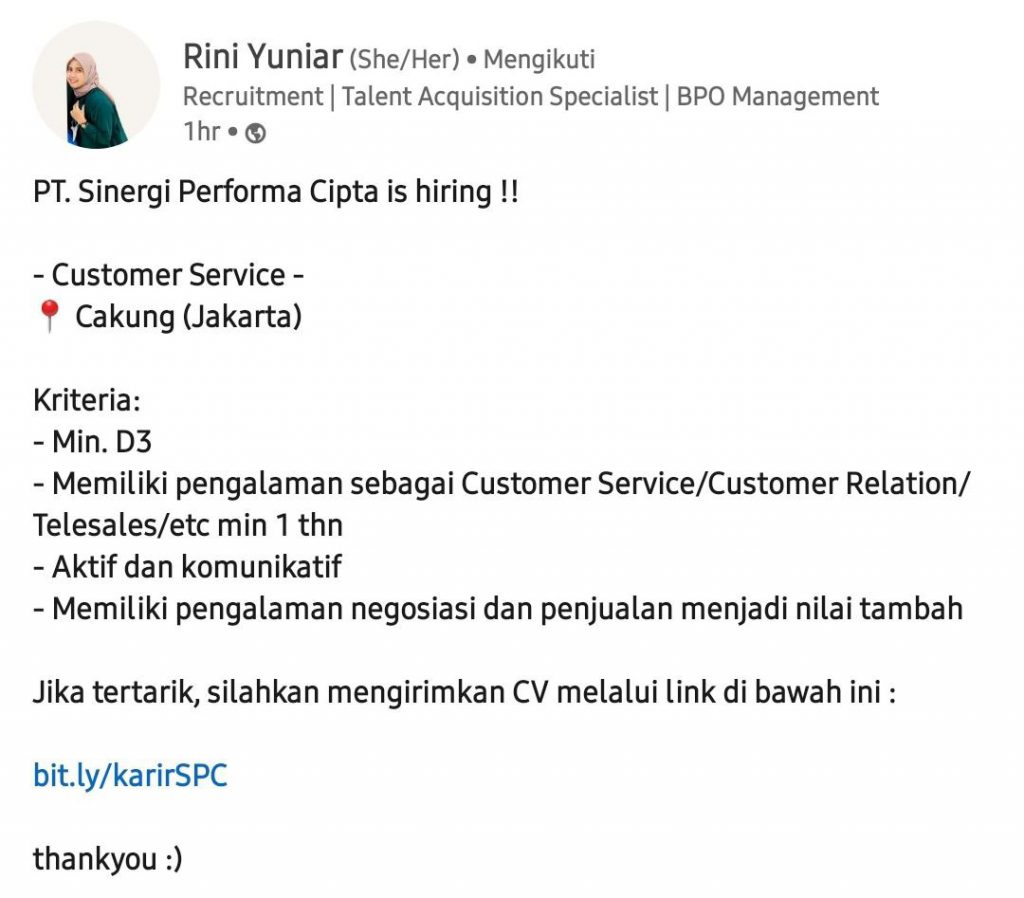 Rini Yuniar (She/Her) • Mengikuti
Recruitment | Talent Acquisition Specialist | BPO Management
1hr •
PT. Sinergi Performa Cipta is hiring !!
- Customer Service -
📍 Cakung (Jakarta)
Kriteria:
- Min. D3
- Memiliki pengalaman sebagai Customer Service/Customer Relation/
Telesales/etc min 1 thn
- Aktif dan komunikatif
- Memiliki pengalaman negosiasi dan penjualan menjadi nilai tambah
Jika tertarik, silahkan mengirimkan CV melalui link di bawah ini :
bit.ly/karirSPC
thankyou :)